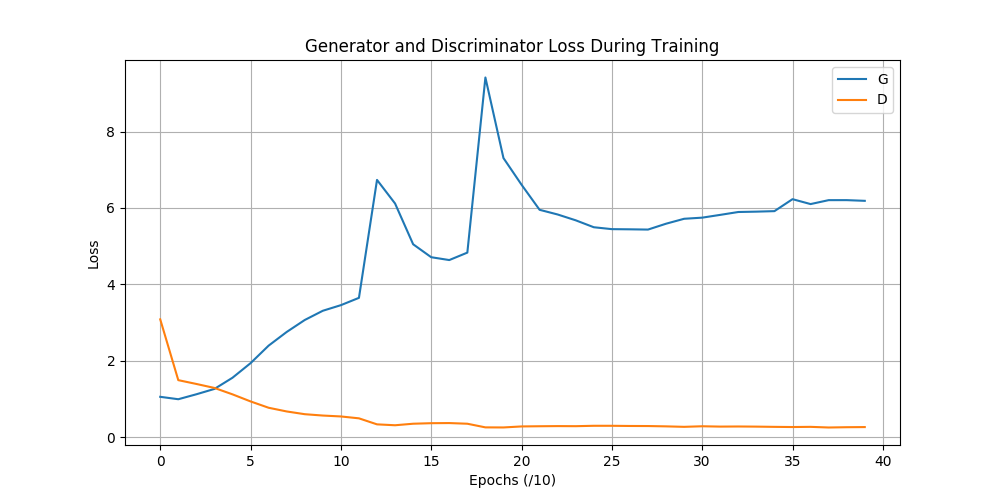 Generator and Discriminator Loss During Training
G
D
Loss
8
6
4
2
0
0 5 10 15 20 25 30 35 40
Epochs (/10)